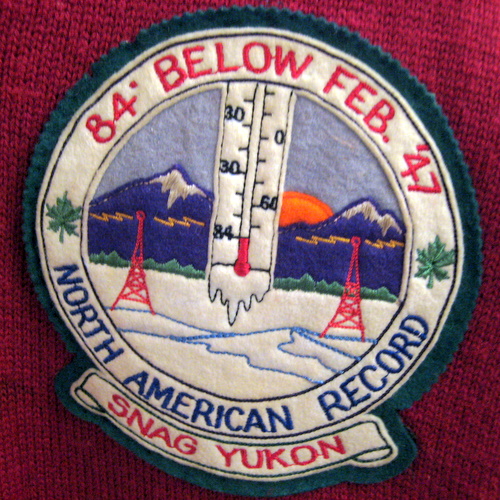 84° BELOW FEB. '47
30
0
30
60
84
NORTH AMERICAN RECORD
SNAG YUKON